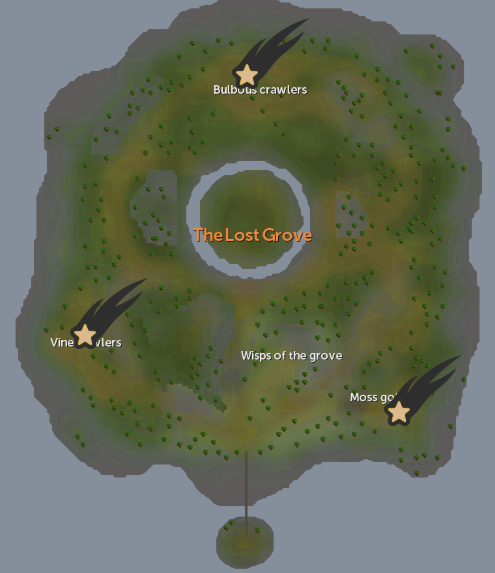 Bulbous crawlers
The Lost Grove
Vine
lers
Wisps of the grove
Moss go